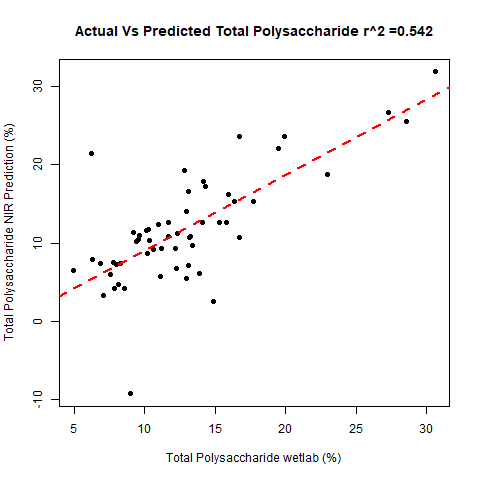 Actual Vs Predicted Total Polysaccharide r^2 =0.542
Total Polysaccharide NIR Prediction (%)
30
20
10
0
-10
5 10 15 20 25 30
Total Polysaccharide wetlab (%)